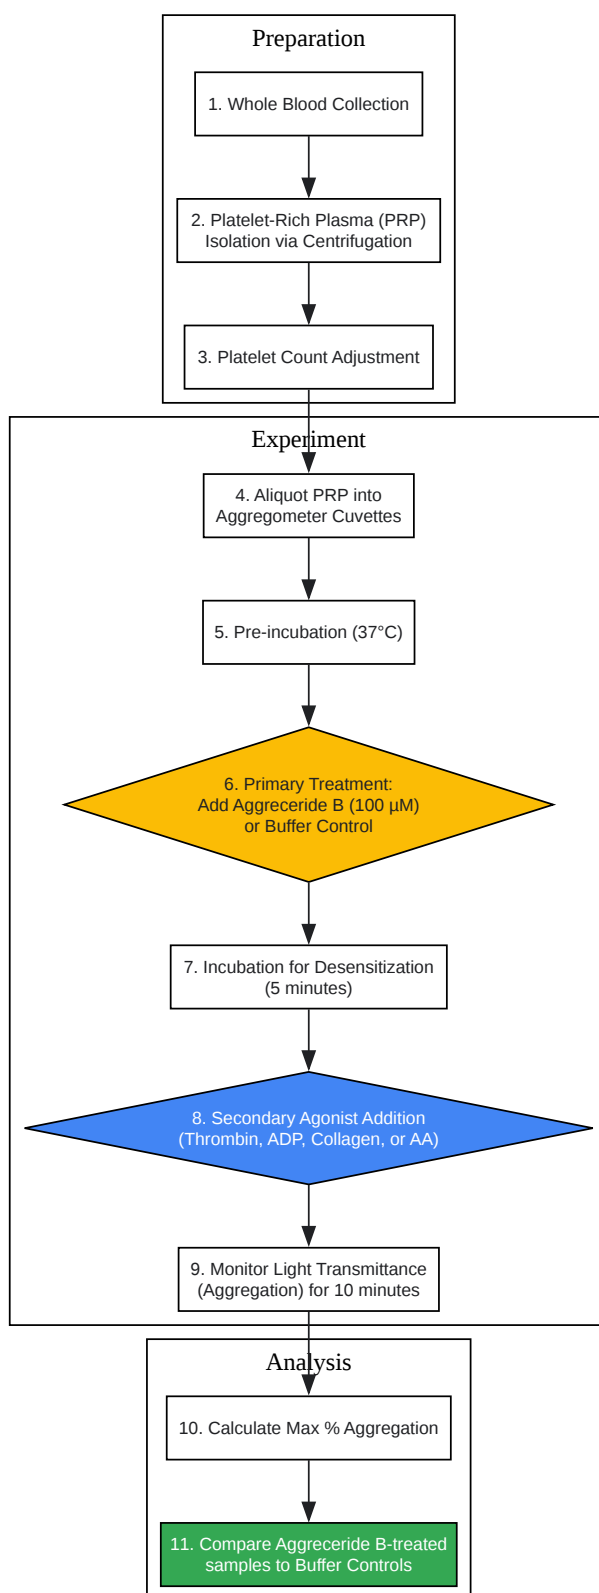 Preparation
1. Whole Blood Collection
2. Platelet-Rich Plasma (PRP)
Isolation via Centrifugation
3. Platelet Count Adjustment
Experiment
4. Aliquot PRP into
Aggregometer Cuvettes
5. Pre-incubation (37°C)
6. Primary Treatment:
Add Aggreceride B (100 µM)
or Buffer Control
7. Incubation for Desensitization
(5 minutes)
8. Secondary Agonist Addition
(Thrombin, ADP, Collagen, or AA)
9. Monitor Light Transmittance
(Aggregation) for 10 minutes
Analysis
10. Calculate Max % Aggregation
11. Compare Aggreceride B-treated
samples to Buffer Controls